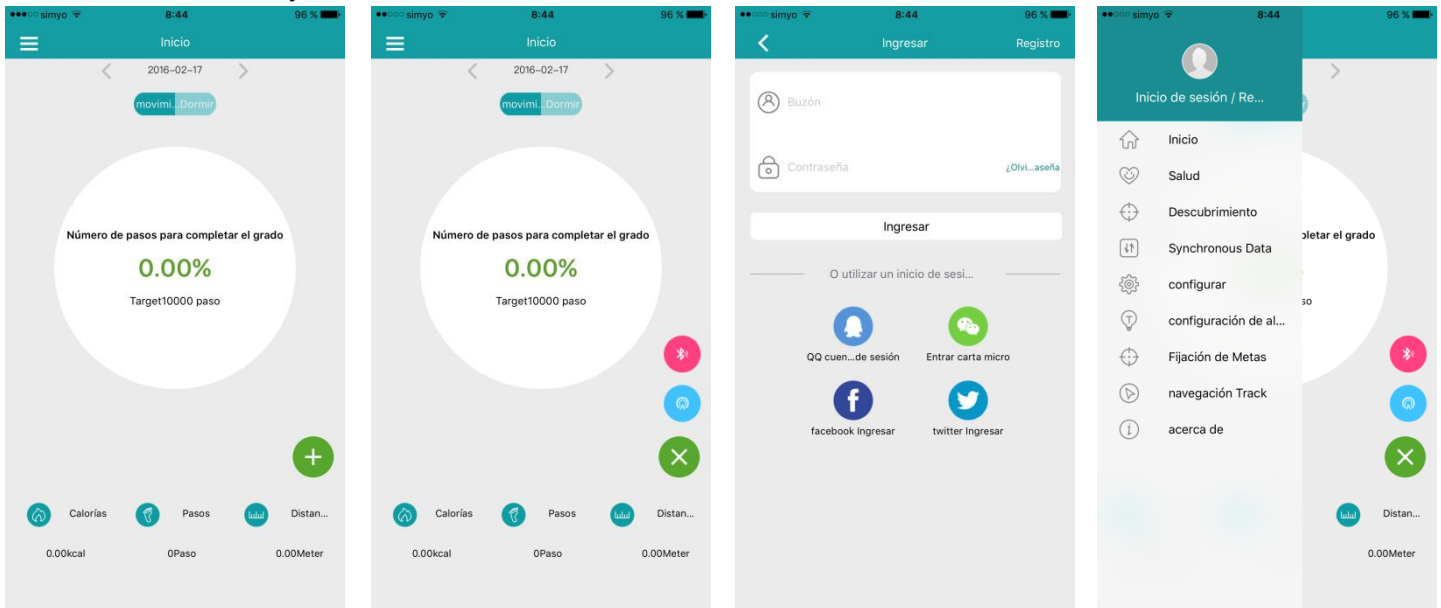 simyo 8:44 96 %
Inicio
2016-02-17
movimi...Dormir
Número de pasos para completar el grado
0.00%
Target10000 paso
Calorías Pasos Distan...
0.00kcal 0Paso 0.00Meter
simyo 8:44 96 %
Inicio
2016-02-17
movimi...Dormir
Número de pasos para completar el grado
0.00%
Target10000 paso
Calorías Pasos Distan...
0.00kcal 0Paso 0.00Meter
simyo 8:44 96 %
Ingresar Registro
Buzón
Contraseña ¿Olvi...aseña
Ingresar
O utilizar un inicio de sesi...
QQ cuen...de sesión Entrar carta micro
facebook Ingresar twitter Ingresar
simyo 8:44 96 %
Inicio de sesión / Re...
Inicio
Salud
Descubrimiento
Synchronous Data
configurar
configuración de al...
Fijación de Metas
navegación Track
acerca de
pletar el grado
so
Distan...
0.00Meter